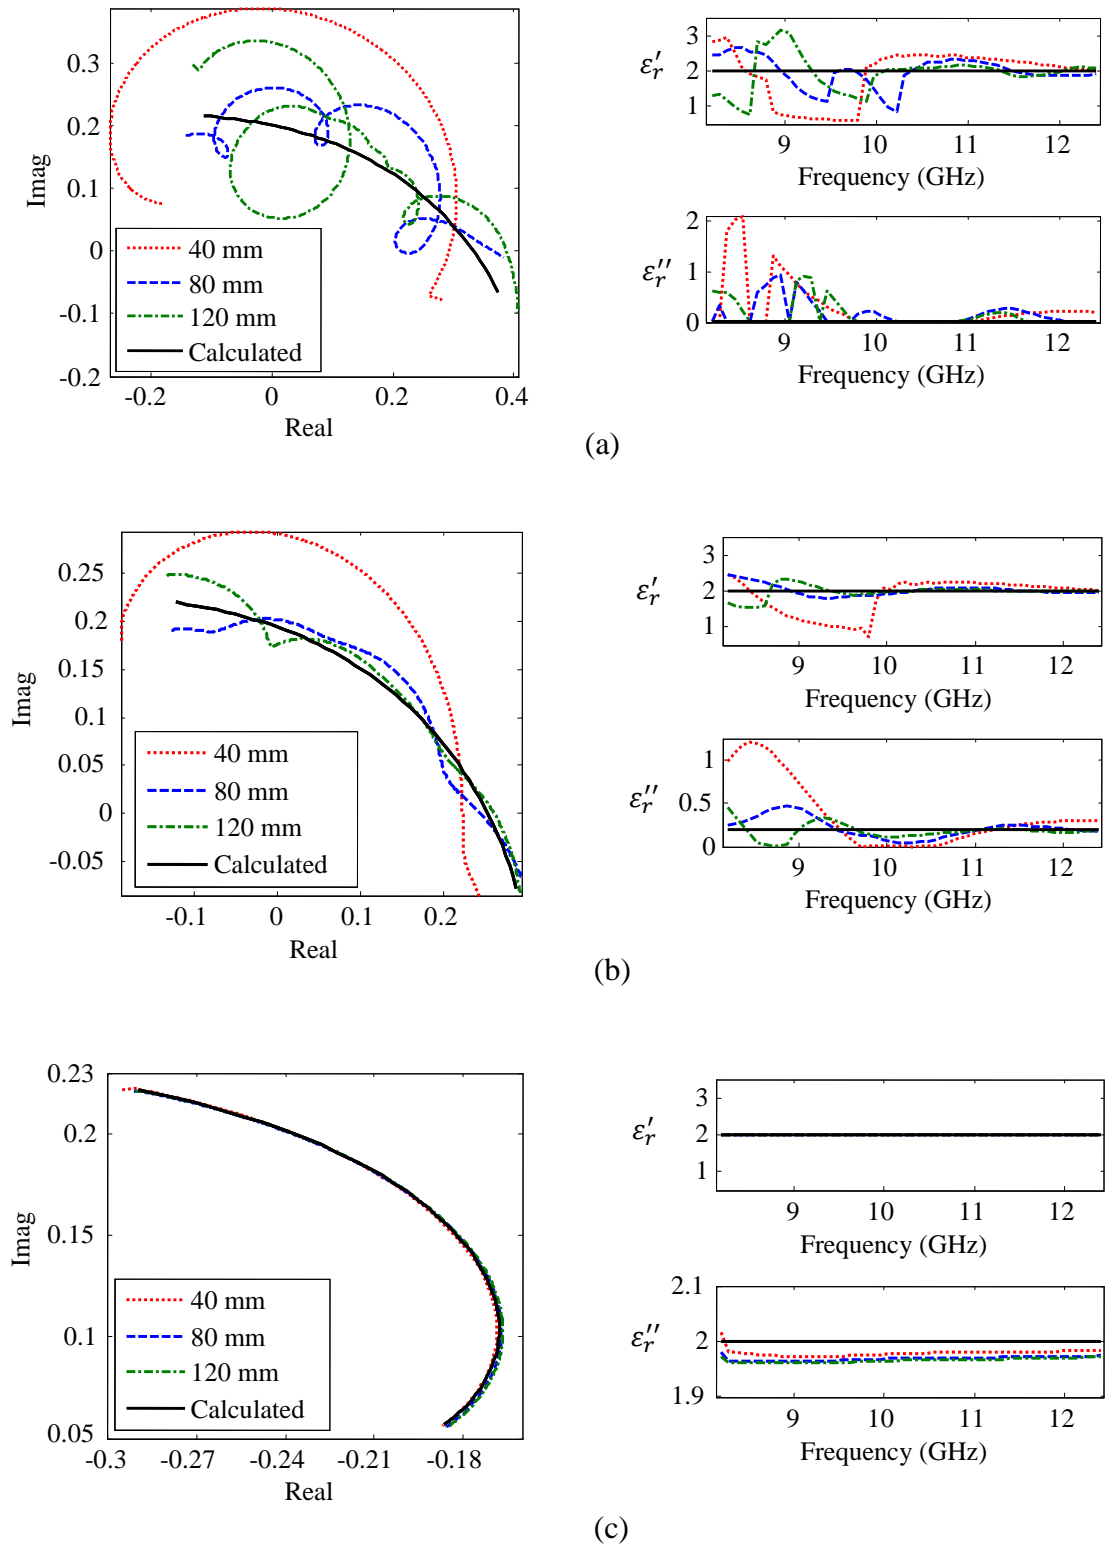 0.3
0.2
0.1
0
-0.1
-0.2
-0.2
0
0.2
0.4
Imag
Real
40 mm
80 mm
120 mm
Calculated
3
2
1
εr′
9
10
11
12
Frequency (GHz)
2
1
0
εr″
9
10
11
12
Frequency (GHz)
(a)
0.25
0.2
0.15
0.1
0.05
0
-0.05
-0.1
0
0.1
0.2
Imag
Real
40 mm
80 mm
120 mm
Calculated
3
2
1
εr′
9
10
11
12
Frequency (GHz)
1
0.5
0
εr″
9
10
11
12
Frequency (GHz)
(b)
0.23
0.2
0.15
0.1
0.05
-0.3
-0.27
-0.24
-0.21
-0.18
Imag
Real
40 mm
80 mm
120 mm
Calculated
3
2
1
εr′
9
10
11
12
Frequency (GHz)
2.1
2
1.9
εr″
9
10
11
12
Frequency (GHz)
(c)